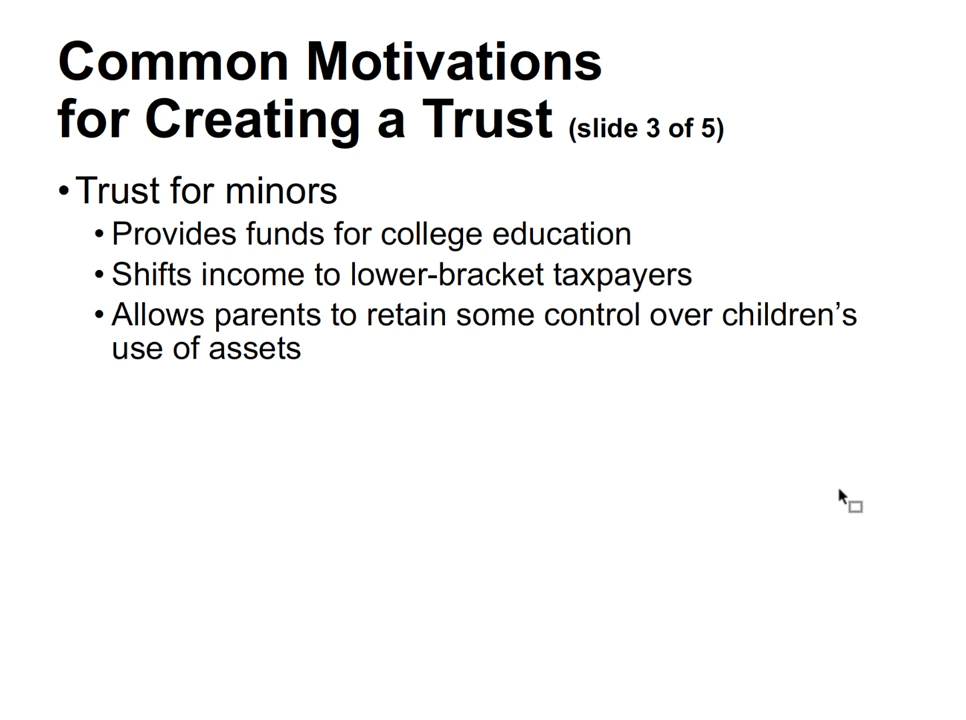 Common Motivations
for Creating a Trust (slide 3 of 5)
• Trust for minors
• Provides funds for college education
• Shifts income to lower-bracket taxpayers
• Allows parents to retain some control over children’s
use of assets